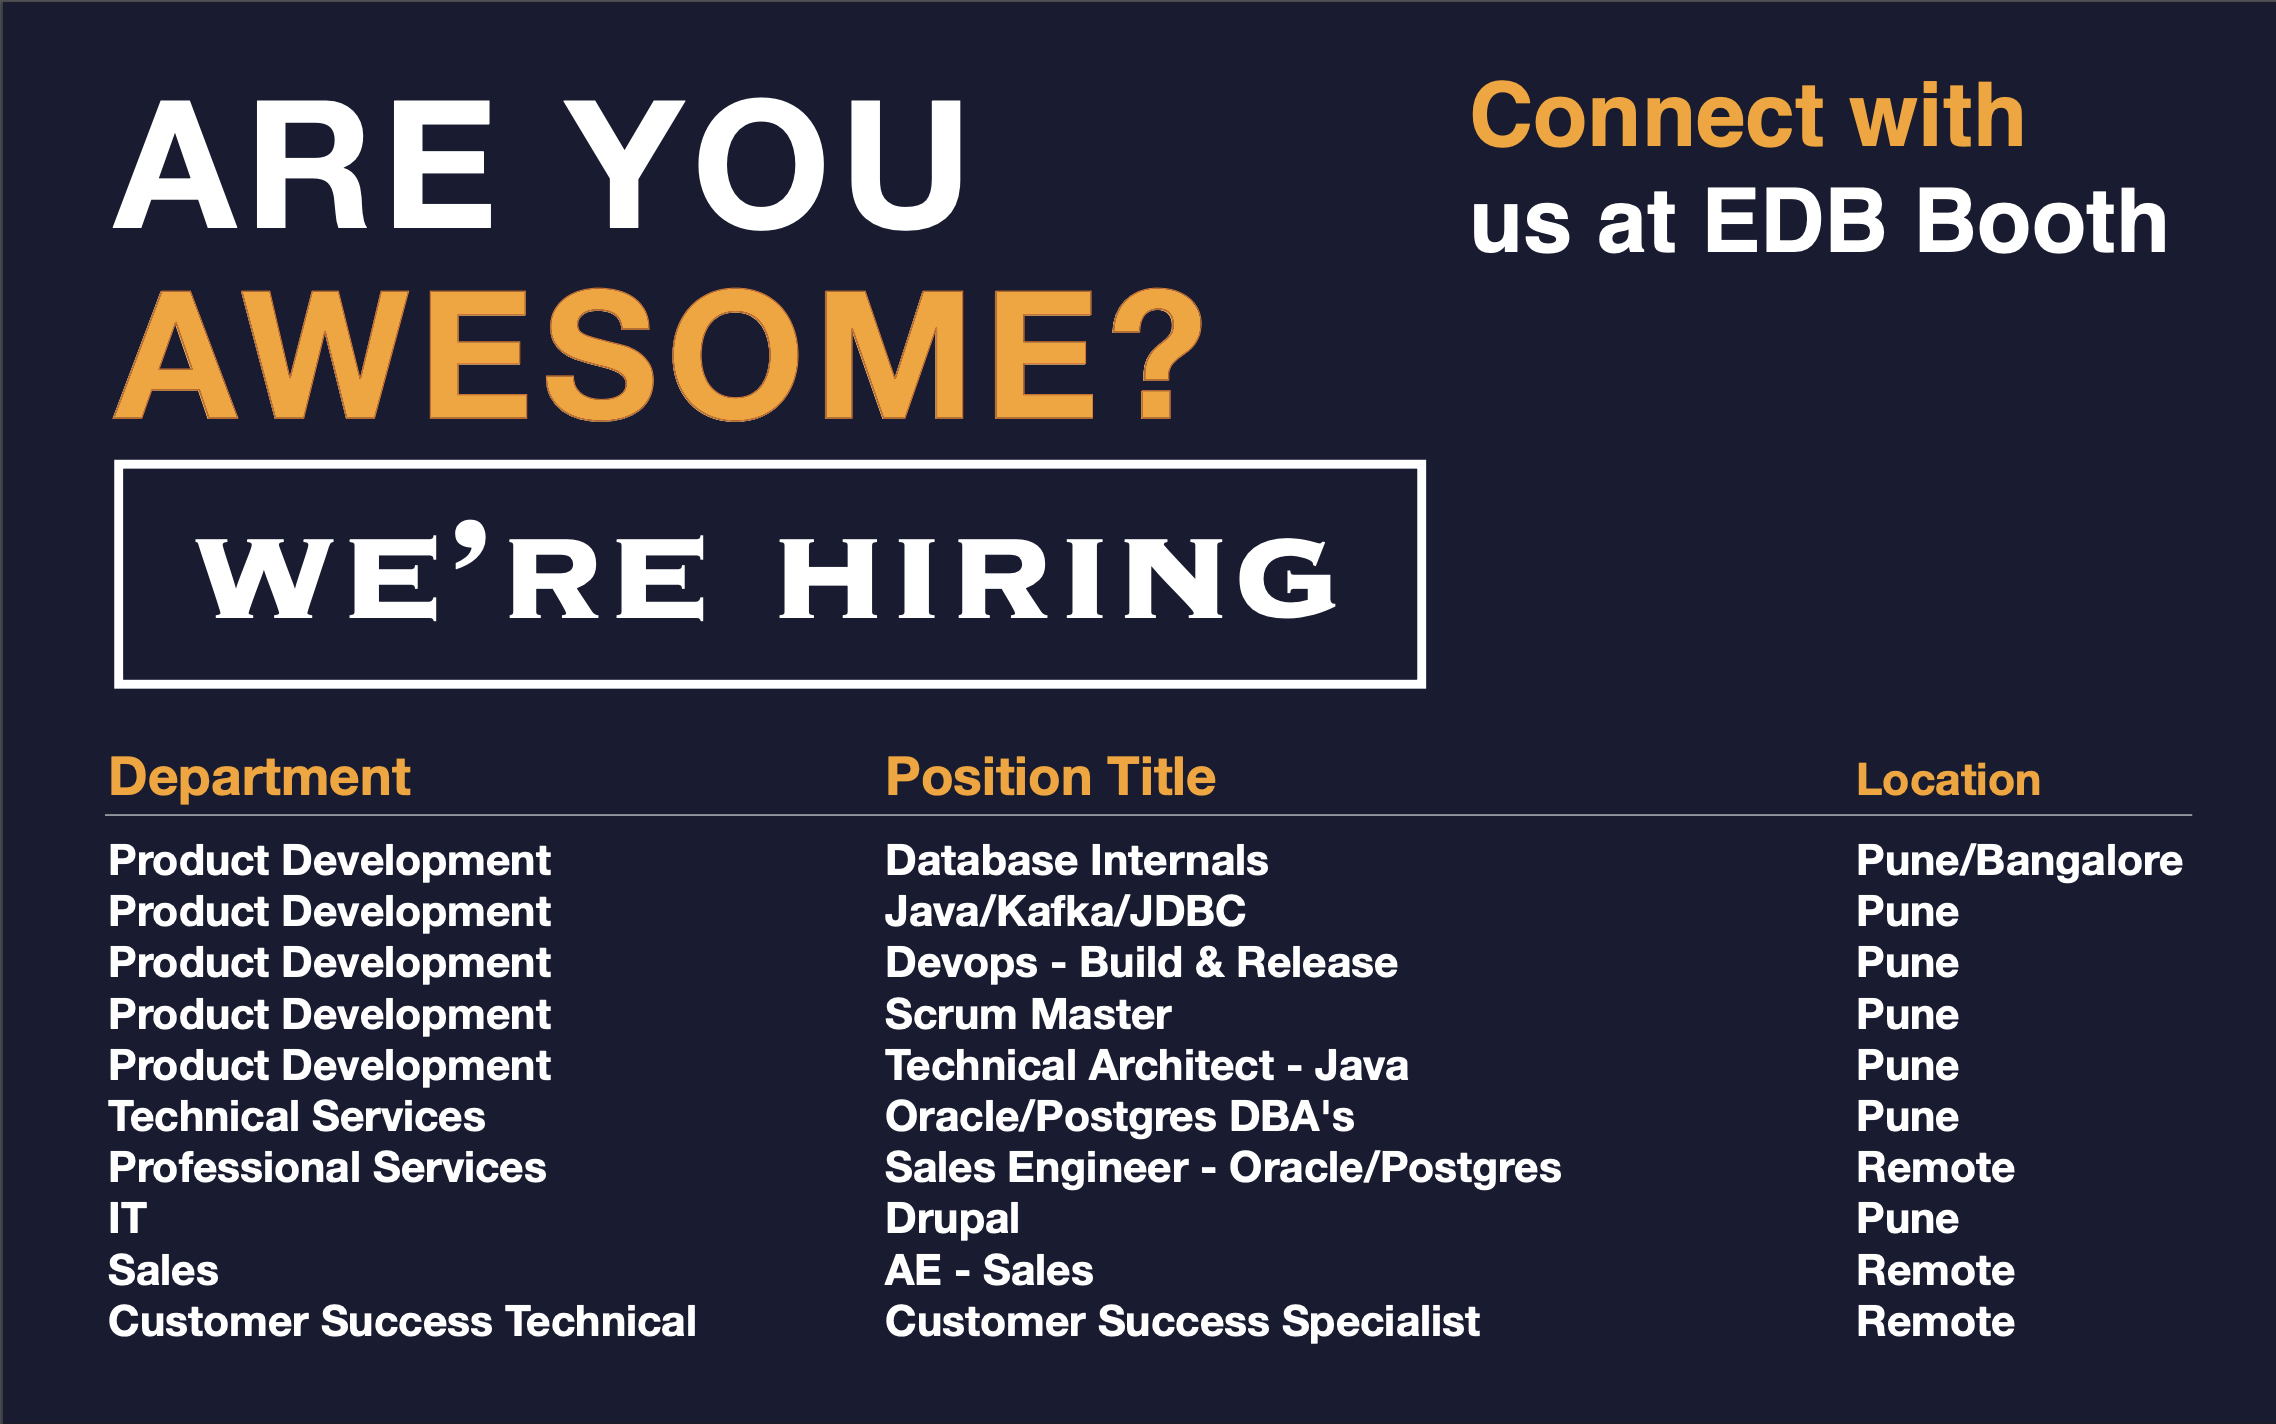 ARE YOU
AWESOME?
Connect with
us at EDB Booth
WE’RE HIRING
Department Position Title Location
Product Development Database Internals Pune/Bangalore
Product Development Java/Kafka/JDBC Pune
Product Development Devops - Build & Release Pune
Product Development Scrum Master Pune
Product Development Technical Architect - Java Pune
Technical Services Oracle/Postgres DBA's Pune
Professional Services Sales Engineer - Oracle/Postgres Remote
IT Drupal Pune
Sales AE - Sales Remote
Customer Success Technical Customer Success Specialist Remote